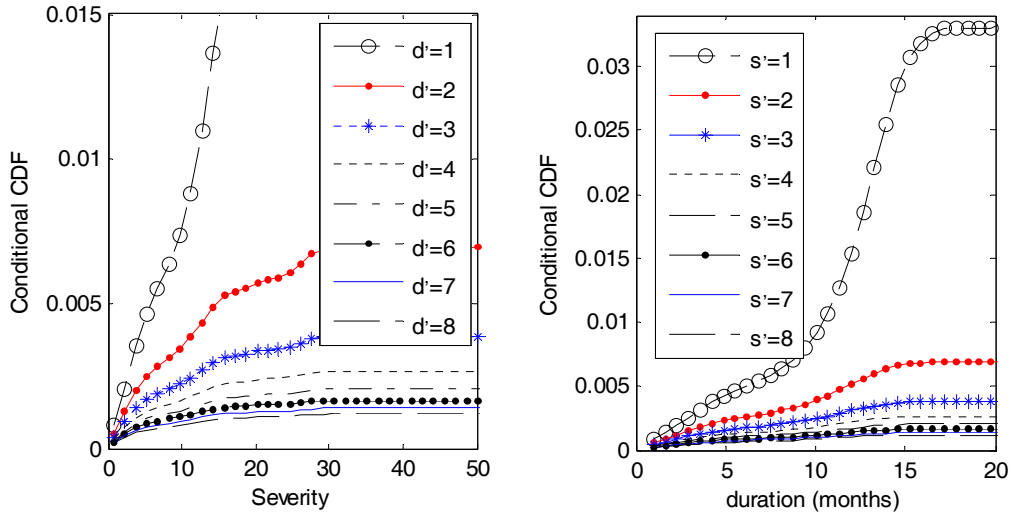 0.015
0.01
0.005
0
Conditional CDF
0 10 20 30 40 50
Severity
d'=1
d'=2
d'=3
d'=4
d'=5
d'=6
d'=7
d'=8
0.03
0.025
0.02
0.015
0.01
0.005
0
Conditional CDF
0 5 10 15 20
duration (months)
s'=1
s'=2
s'=3
s'=4
s'=5
s'=6
s'=7
s'=8